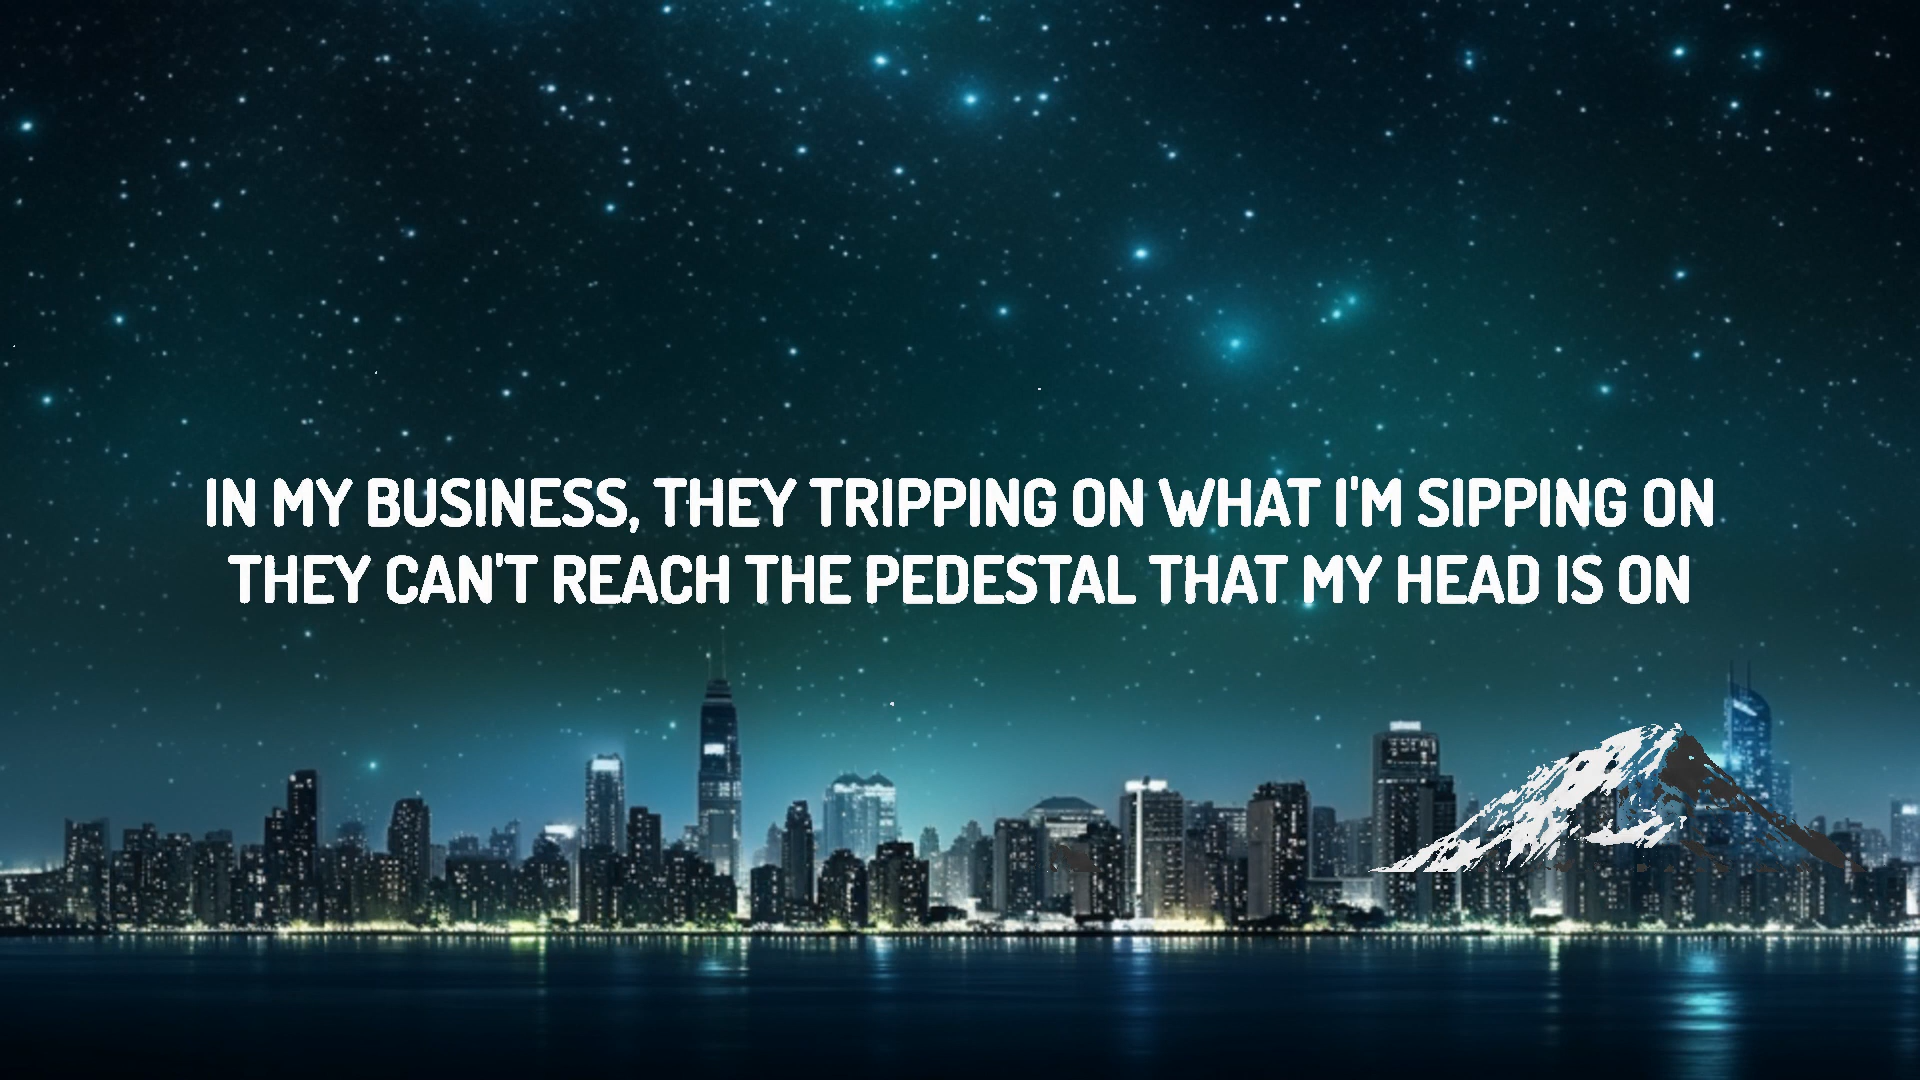 IN MY BUSINESS, THEY TRIPPING ON WHAT I'M SIPPING ON
THEY CAN'T REACH THE PEDESTAL THAT MY HEAD IS ON